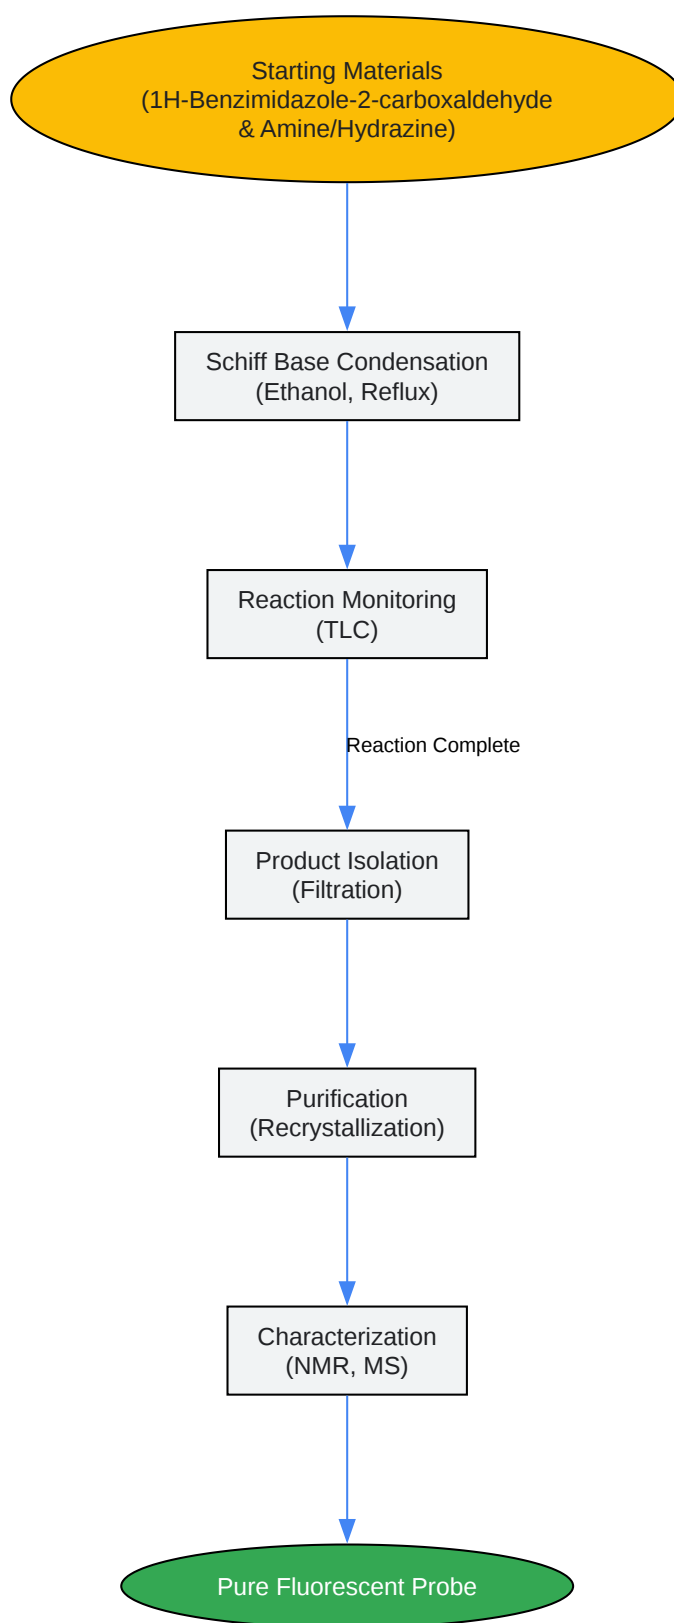 Starting Materials
(1H-Benzimidazole-2-carboxaldehyde
& Amine/Hydrazine)
Schiff Base Condensation
(Ethanol, Reflux)
Reaction Monitoring
(TLC)
Reaction Complete
Product Isolation
(Filtration)
Purification
(Recrystallization)
Characterization
(NMR, MS)
Pure Fluorescent Probe